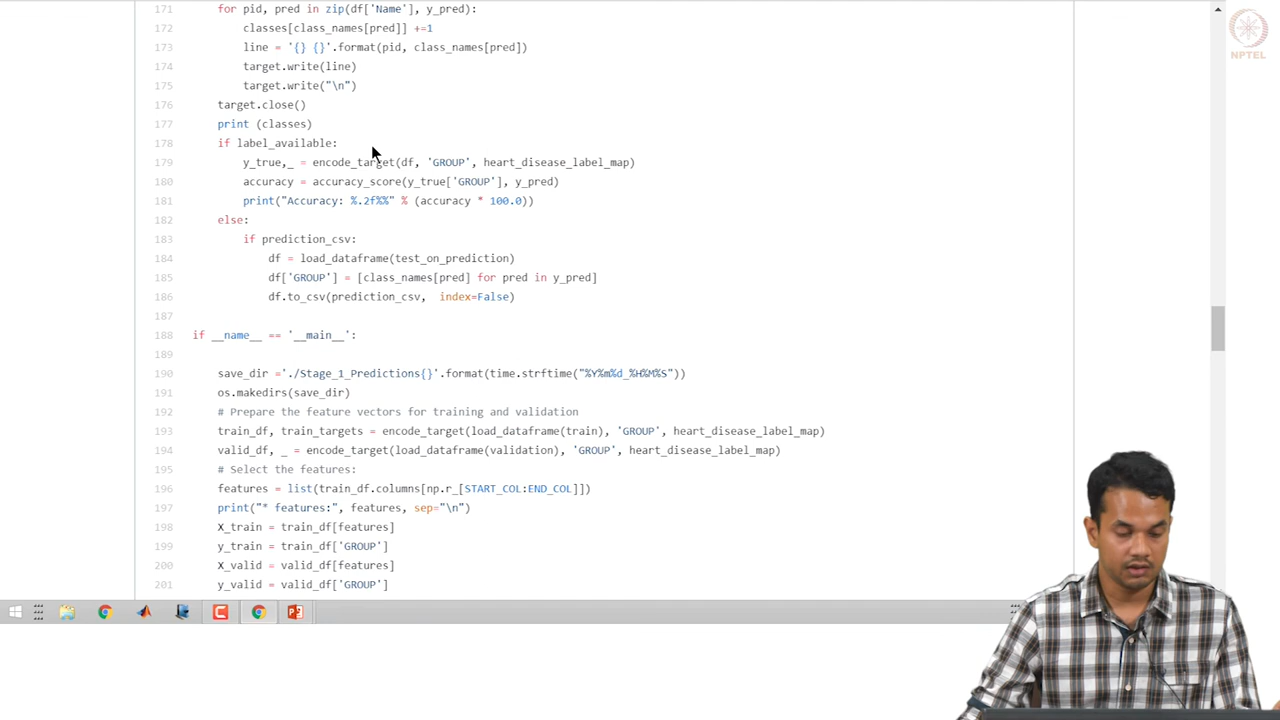 171 for pid, pred in zip(df['Name'], y_pred):
172 classes[class_names[pred]] +=1
173 line = '{} {}'.format(pid, class_names[pred])
174 target.write(line)
175 target.write("\n")
176 target.close()
177 print (classes)
178 if label_available:
179 y_true,_ = encode_target(df, 'GROUP', heart_disease_label_map)
180 accuracy = accuracy_score(y_true['GROUP'], y_pred)
181 print("Accuracy: %.2f%%" % (accuracy * 100.0))
182 else:
183 if prediction_csv:
184 df = load_dataframe(test_on_prediction)
185 df['GROUP'] = [class_names[pred] for pred in y_pred]
186 df.to_csv(prediction_csv, index=False)
187
188 if __name__ == '__main__':
189
190 save_dir ='./Stage_1_Predictions{}'.format(time.strftime("%Y%m%d_%H%M%S"))
191 os.makedirs(save_dir)
192 # Prepare the feature vectors for training and validation
193 train_df, train_targets = encode_target(load_dataframe(train), 'GROUP', heart_disease_label_map)
194 valid_df, _ = encode_target(load_dataframe(validation), 'GROUP', heart_disease_label_map)
195 # Select the features:
196 features = list(train_df.columns[np.r_[START_COL:END_COL]])
197 print("* features:", features, sep="\n")
198 X_train = train_df[features]
199 y_train = train_df['GROUP']
200 X_valid = valid_df[features]
201 y_valid = valid_df['GROUP']
NPTEL